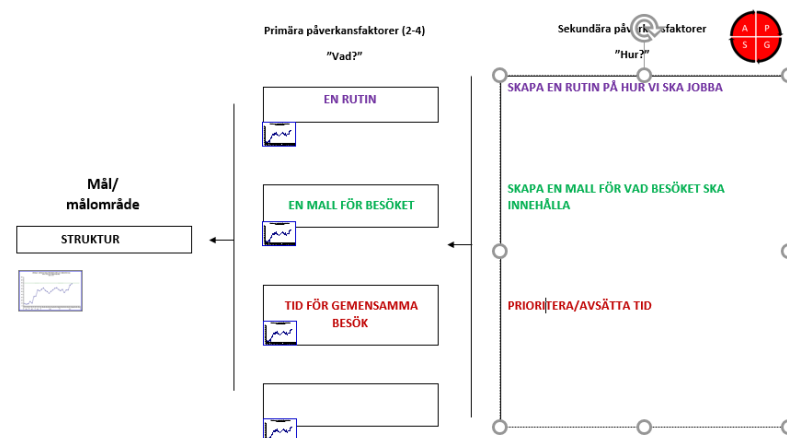 Primära påverkansfaktorer (2-4)
"Vad?"
Sekundära påverkansfaktorer
"Hur?"
A P
S G
EN RUTIN
SKAPA EN RUTIN PÅ HUR VI SKA JOBBA
Mål/
målområde
STRUKTUR
EN MALL FÖR BESÖKET
SKAPA EN MALL FÖR VAD BESÖKET SKA
INNEHÅLLA
TID FÖR GEMENSAMMA
BESÖK
PRIORITERA/AVSÄTTA TID